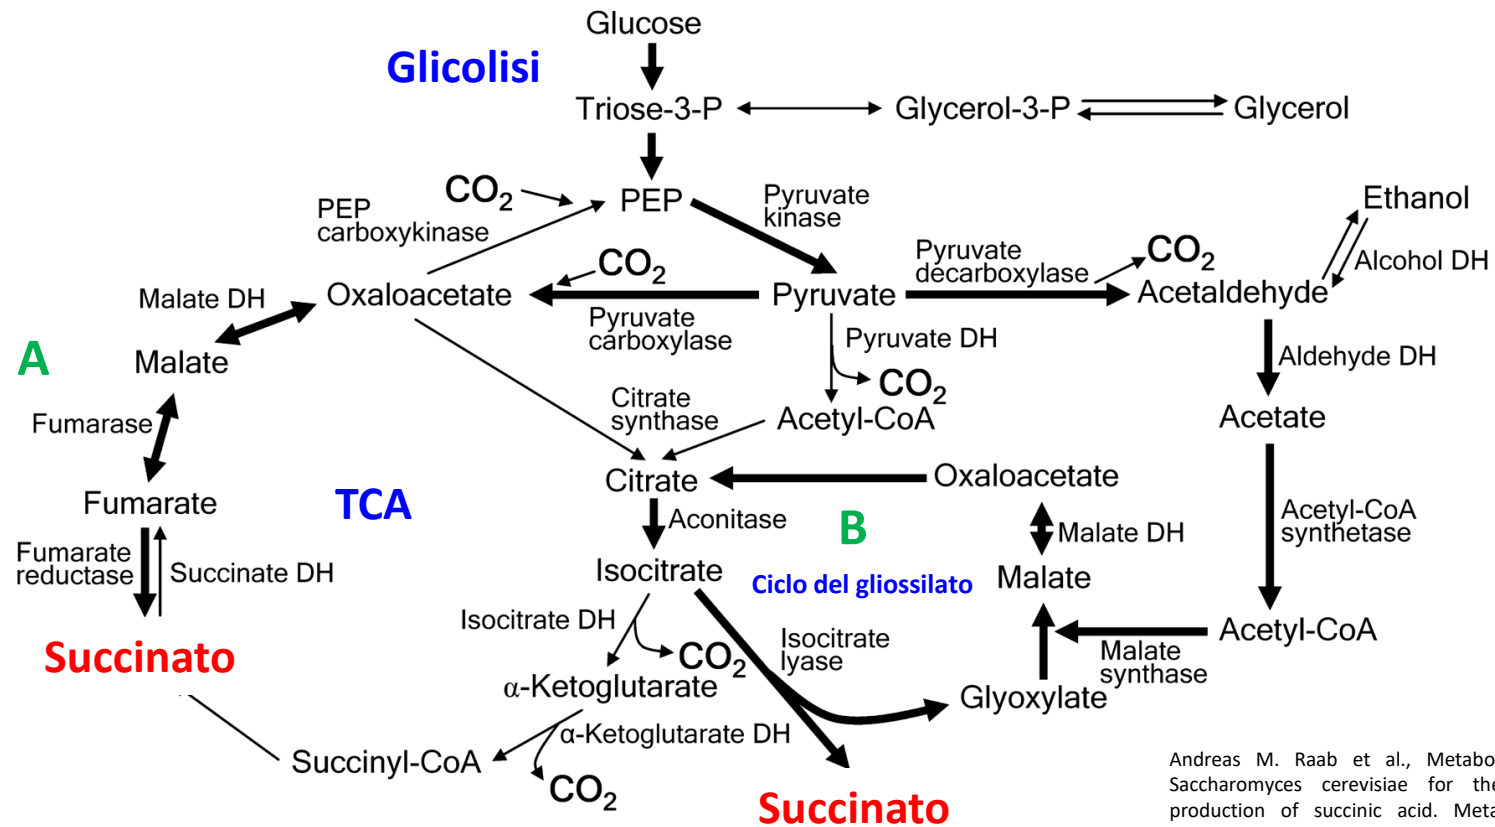 Glucose
Glicolisi
Triose-3-P
Glycerol-3-P
Glycerol
CO2
PEP
Pyruvate
kinase
Ethanol
PEP
carboxykinase
Pyruvate
decarboxylase
CO2
Alcohol DH
CO2
Malate DH
Oxaloacetate
Pyruvate
Acetaldehyde
Pyruvate
carboxylase
Pyruvate DH
Aldehyde DH
A
Malate
CO2
Fumarase
Citrate
synthase
Acetyl-CoA
Acetate
Fumarate
TCA
Citrate
Oxaloacetate
Aconitase
B
Malate DH
Acetyl-CoA
synthetase
Fumarate
reductase
Succinate DH
Isocitrate
Ciclo del gliossilato
Malate
Isocitrate DH
CO2
Isocitrate
lyase
Malate
synthase
Acetyl-CoA
Succinato
α-Ketoglutarate
Glyoxylate
α-Ketoglutarate DH
Succinyl-CoA
CO2
Succinato
Andreas M. Raab et al., Metabo
Saccharomyces cerevisiae for the
production of succinic acid. Meta